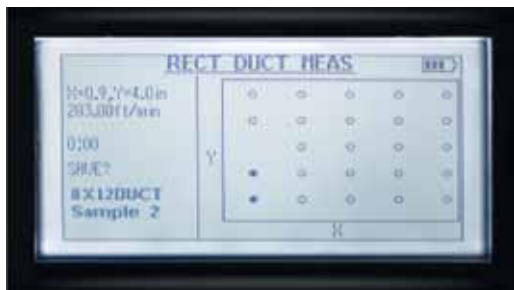 RECT DUCT MEAS
X=0.9,Y=4.0in
203.00ft/min
0:00
SAVE?
8X12DUCT
Sample 2
Y
X